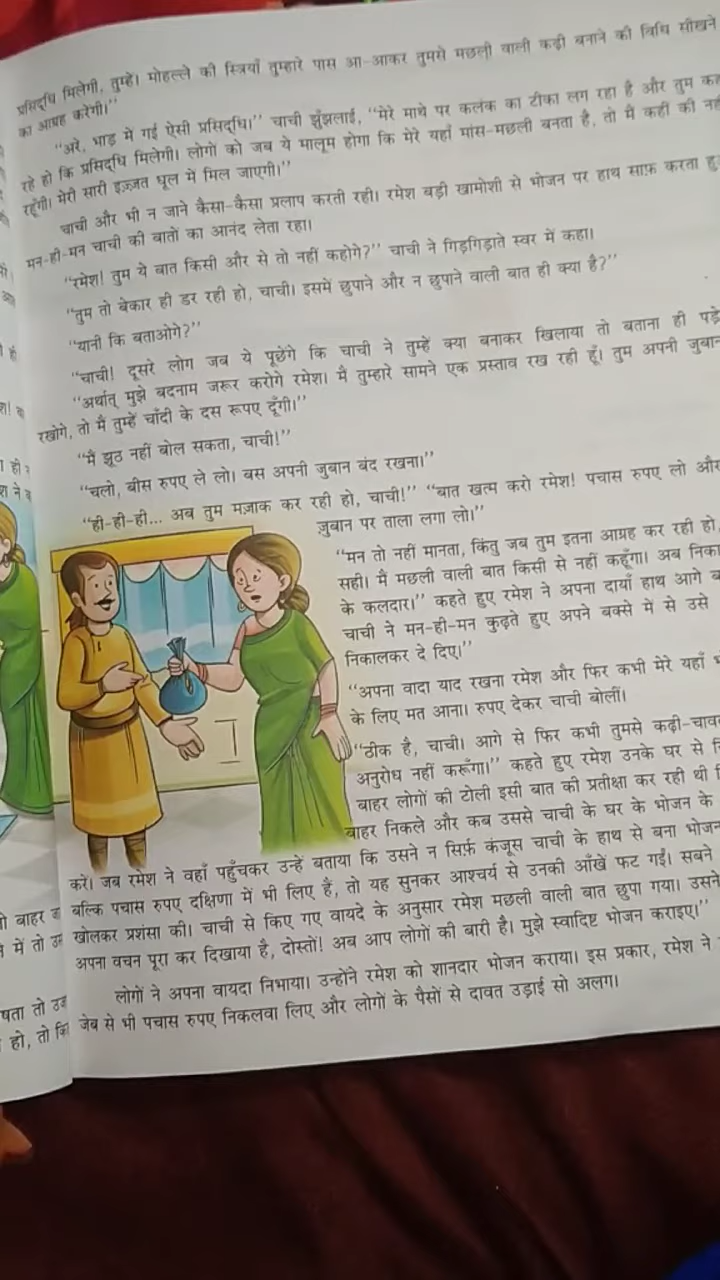 प्रसिद्धि मिलेगी, तुम्हें। मोहल्ले की स्त्रियाँ तुम्हारे पास आ-आकर तुमसे मछली वाली कढ़ी बनाने की विधि सीखने
का आग्रह करेंगी।"
"अरे, भाड़ में गई ऐसी प्रसिद्धि।" चाची झुँझलाई, "मेरे माथे पर कलंक का टीका लग रहा है और तुम कह
रहे हो कि प्रसिद्धि मिलेगी। लोगों को जब ये मालूम होगा कि मेरे यहाँ मांस-मछली बनता है, तो मैं कहीं की नहीं
रहूँगी। मेरी सारी इज़्ज़त धूल में मिल जाएगी।"
चाची और भी न जाने कैसा-कैसा प्रलाप करती रही। रमेश बड़ी खामोशी से भोजन पर हाथ साफ़ करता
मन-ही-मन चाची की बातों का आनंद लेता रहा।
"रमेश! तुम ये बात किसी और से तो नहीं कहोगे?" चाची ने गिड़गिड़ाते स्वर में कहा।
"तुम तो बेकार ही डर रही हो, चाची। इसमें छुपाने और न छुपाने वाली बात ही क्या है?"
"यानी कि बताओगे?"
"चाची! दूसरे लोग जब ये पूछेंगे कि चाची ने तुम्हें क्या बनाकर खिलाया तो बताना ही
"अर्थात् मुझे बदनाम जरूर करोगे रमेश। मैं तुम्हारे सामने एक प्रस्ताव रख रही हूँ। तुम अपनी
रखोगे, तो मैं तुम्हें चाँदी के दस रूपए दूँगी।"
"मैं झूठ नहीं बोल सकता, चाची!"
"चलो, बीस रुपए ले लो। बस अपनी जुबान बंद रखना।"
"ही-ही-ही... अब तुम मज़ाक कर रही हो, चाची!" "बात खत्म करो रमेश! पचास रुपए लो और
ज़ुबान पर ताला लगा लो।"
"मन तो नहीं मानता, किंतु जब तुम इतना आग्रह कर रही हो,
सही। मैं मछली वाली बात किसी से नहीं कहूँगा। अब
के कलदार।" कहते हुए रमेश ने अपना दायाँ हाथ आगे
चाची ने मन-ही-मन कुढ़ते हुए अपने बक्से में से उसे
निकालकर दे दिए।"
"अपना वादा याद रखना रमेश और फिर कभी मेरे यहाँ
के लिए मत आना। रुपए देकर चाची बोलीं।
"ठीक है, चाची। आगे से फिर कभी तुमसे
अनुरोध नहीं करूँगा।" कहते हुए रमेश उनके घर से
बाहर लोगों की टोली इसी बात की प्रतीक्षा कर रही थी
बाहर निकले और कब उससे चाची के घर के भोजन के
करें। जब रमेश ने वहाँ पहुँचकर उन्हें बताया कि उसने न सिर्फ़ कंजूस चाची के हाथ से बना भोजन
बल्कि पचास रुपए दक्षिणा में भी लिए हैं, तो यह सुनकर आश्चर्य से उनकी आँखें फट गईं। सबने
खोलकर प्रशंसा की। चाची से किए गए वायदे के अनुसार रमेश मछली वाली बात छुपा गया। उसने
अपना वचन पूरा कर दिखाया है, दोस्तों! अब आप लोगों की बारी है। मुझे स्वादिष्ट भोजन कराइए।"
लोगों ने अपना वायदा निभाया। उन्होंने रमेश को शानदार भोजन कराया। इस प्रकार, रमेश ने
जेब से भी पचास रुपए निकलवा लिए और लोगों के पैसों से दावत उड़ाई सो अलग।